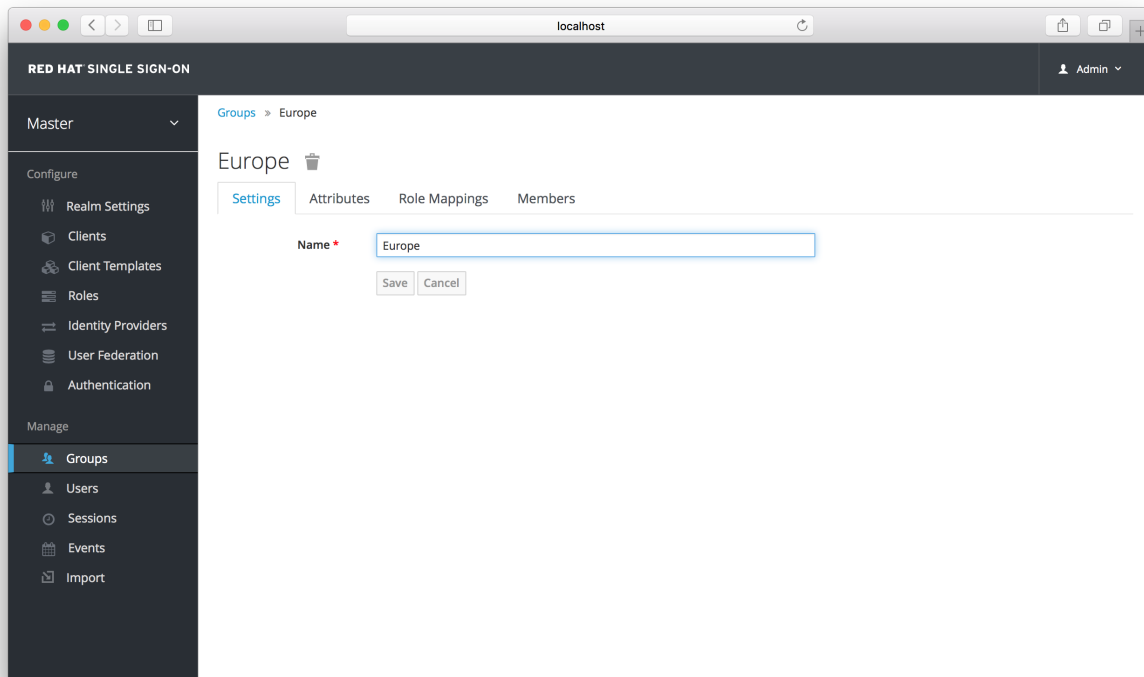 localhost
RED HAT SINGLE SIGN-ON
Admin
Master
Groups » Europe
Europe
Configure
Settings Attributes Role Mappings Members
Realm Settings
Name * Europe
Clients
Save Cancel
Client Templates
Roles
Identity Providers
User Federation
Authentication
Manage
Groups
Users
Sessions
Events
Import